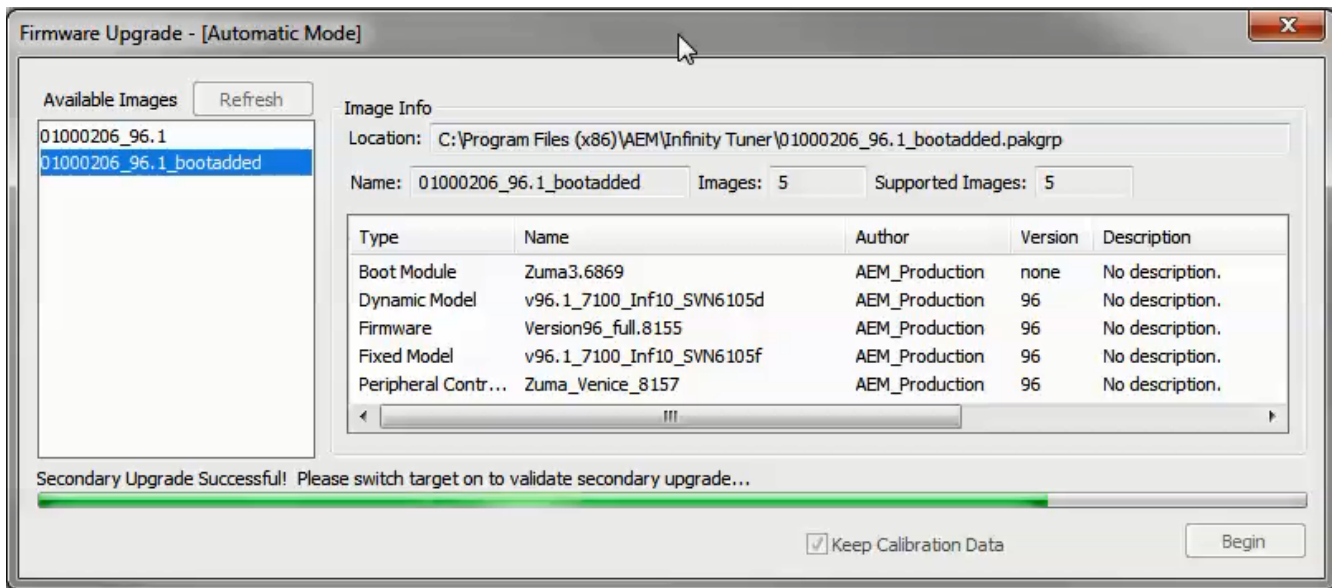 Firmware Upgrade - [Automatic Mode]
Available Images Refresh
01000206_96.1
01000206_96.1_bootadded
Image Info
Location: C:\Program Files (x86)\AEM\Infinity Tuner\01000206_96.1_bootadded.pakgrp
Name: 01000206_96.1_bootadded Images: 5 Supported Images: 5
Type Name Author Version Description
Boot Module Zuma3.6869 AEM_Production none No description.
Dynamic Model v96.1_7100_Inf10_SVN6105d AEM_Production 96 No description.
Firmware Version96_full.8155 AEM_Production 96 No description.
Fixed Model v96.1_7100_Inf10_SVN6105f AEM_Production 96 No description.
Peripheral Contr... Zuma_Venice_8157 AEM_Production 96 No description.
Secondary Upgrade Successful! Please switch target on to validate secondary upgrade...
Keep Calibration Data Begin